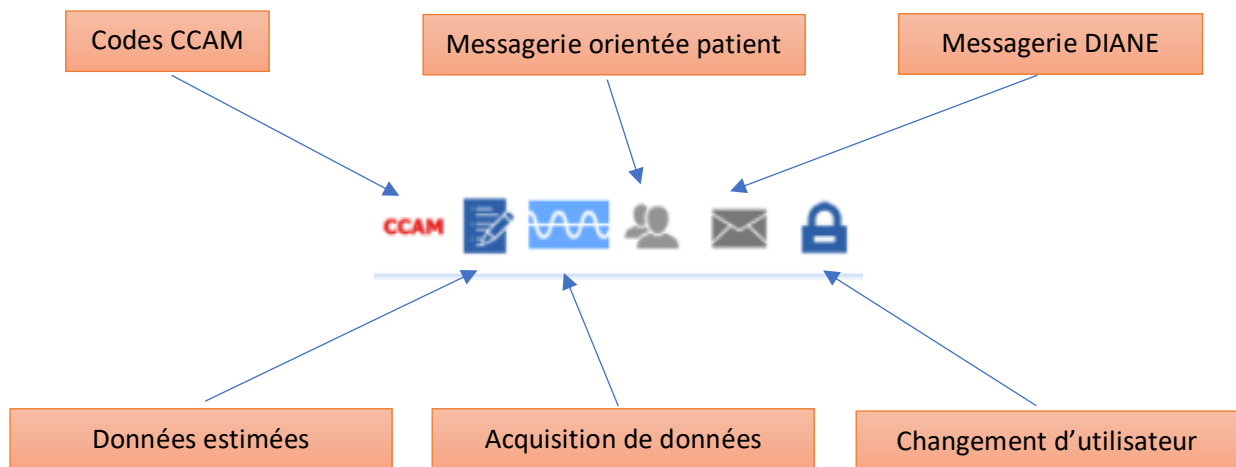 Codes CCAM
Messagerie orientée patient
Messagerie DIANE
CCAM
Données estimées
Acquisition de données
Changement d’utilisateur